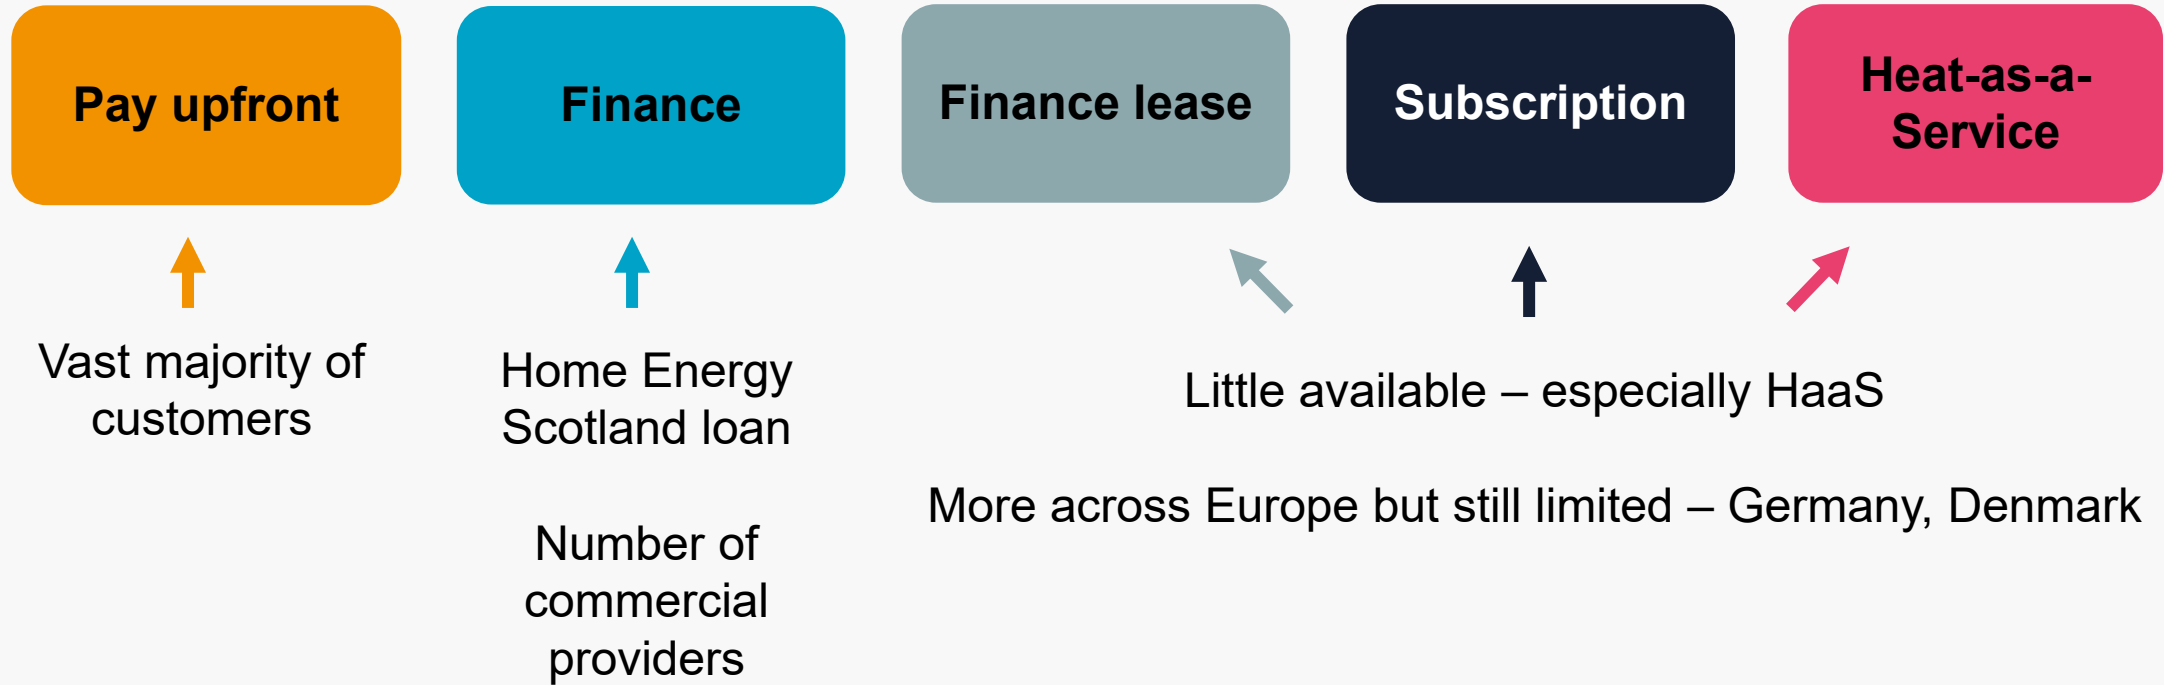 Pay upfront
Finance
Finance lease
Subscription
Heat-as-a-
Service
Vast majority of
customers
Home Energy
Scotland loan
Number of
commercial
providers
Little available – especially HaaS
More across Europe but still limited – Germany, Denmark